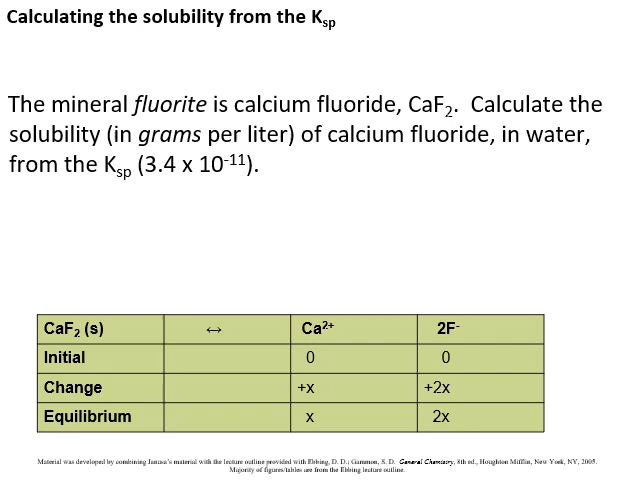 Calculating the solubility from the Ksp
The mineral fluorite is calcium fluoride, CaF₂. Calculate the
solubility (in grams per liter) of calcium fluoride, in water,
from the Ksp (3.4 x 10⁻¹¹).
CaF₂ (s) ↔ Ca²⁺ 2F⁻
Initial 0 0
Change +x +2x
Equilibrium x 2x
Material was developed by combining Janusa's material with the lecture outline provided with Ebbing, D. D.; Gammon, S. D. General Chemistry, 8th ed., Houghton Mifflin, New York, NY, 2005.
Majority of figures/tables are from the Ebbing lecture outline.